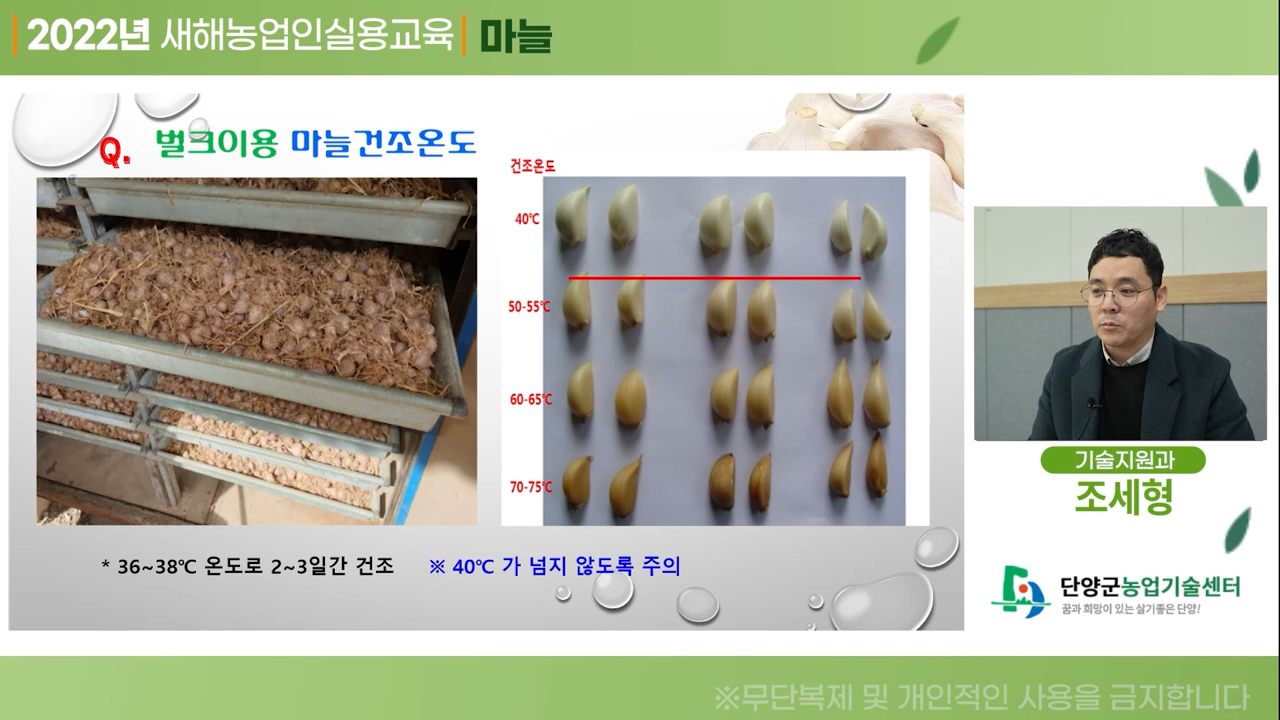 2022년 새해농업인실용교육 마늘
Q. 벌크이용 마늘건조온도
건조온도
40℃
50-55℃
60-65℃
70-75℃
* 36~38℃ 온도로 2~3일간 건조 ※ 40℃ 가 넘지 않도록 주의
기술지원과
조세형
단양군농업기술센터
꿈과 희망이 있는 살기좋은 단양!
※무단복제 및 개인적인 사용을 금지합니다